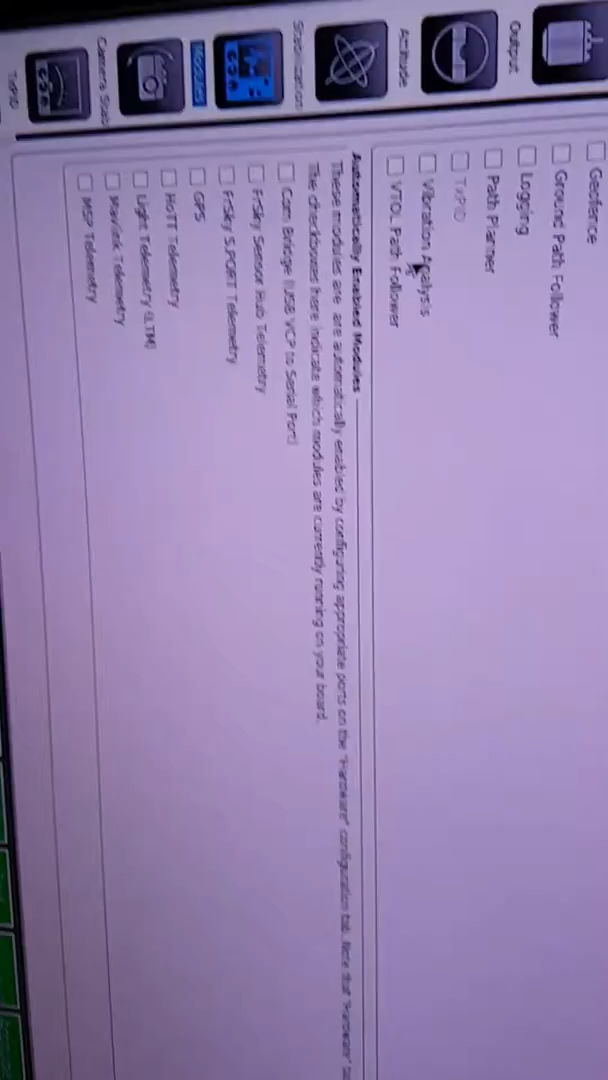 Output
Attitude
Stabilization
Modules
Camera Stab
TxPID
Geofence
Ground Path Follower
Logging
Path Planner
TxPID
Vibration Analysis
VTOL Path Follower
Automatically Enabled Modules
These modules are are automatically enabled by configuring appropriate ports on the "Hardware" configuration tab. Note that "Hardware"
The checkboxes here indicate which modules are currently running on your board.
Com Bridge (USB VCP to Serial Port)
FrSky Sensor Hub Telemetry
FrSky S.PORT Telemetry
GPS
HoTT Telemetry
Light Telemetry (LTM)
Mavlink Telemetry
MSP Telemetry